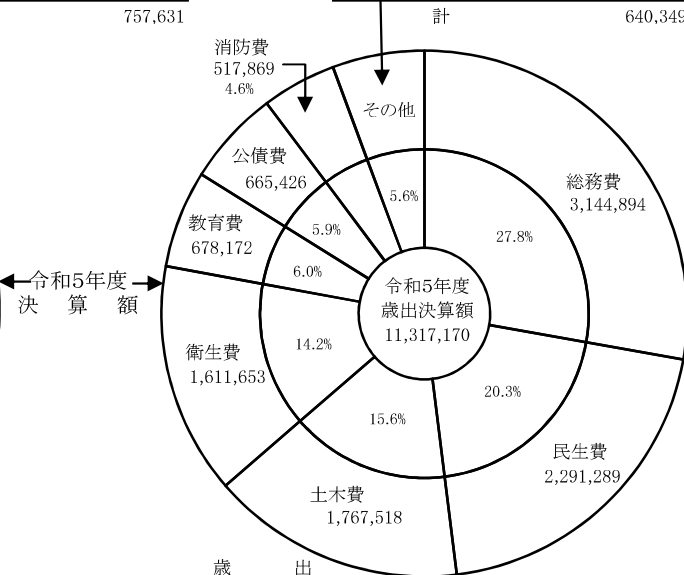 757,631
計 640,349
消防費
517,869
4.6%
その他
5.6%
公債費
665,426
5.9%
教育費
678,172
6.0%
総務費
3,144,894
27.8%
令和5年度
決 算 額
令和5年度
歳出決算額
11,317,170
衛生費
1,611,653
14.2%
20.3%
民生費
2,291,289
15.6%
土木費
1,767,518
歳 出